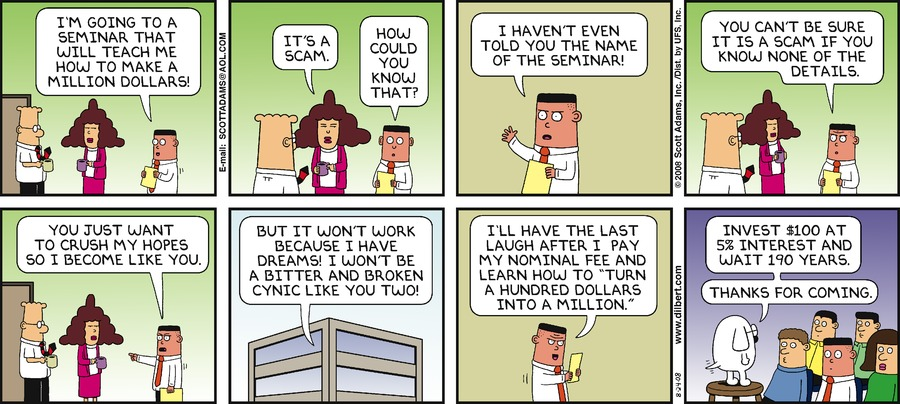 I'M GOING TO A
SEMINAR THAT
WILL TEACH ME
HOW TO MAKE A
MILLION DOLLARS!
E-mail: SCOTTADAMS@AOL.COM
IT'S A
SCAM.
HOW
COULD
YOU
KNOW
THAT?
I HAVEN'T EVEN
TOLD YOU THE NAME
OF THE SEMINAR!
© 2008 Scott Adams, Inc./Dist. by UFS, Inc.
YOU CAN'T BE SURE
IT IS A SCAM IF YOU
KNOW NONE OF THE
DETAILS.
YOU JUST WANT
TO CRUSH MY HOPES
SO I BECOME LIKE YOU.
BUT IT WON'T WORK
BECAUSE I HAVE
DREAMS! I WON'T BE
A BITTER AND BROKEN
CYNIC LIKE YOU TWO!
I'LL HAVE THE LAST
LAUGH AFTER I PAY
MY NOMINAL FEE AND
LEARN HOW TO "TURN
A HUNDRED DOLLARS
INTO A MILLION."
8-24-08
www.dilbert.com
INVEST $100 AT
5% INTEREST AND
WAIT 190 YEARS.
THANKS FOR COMING.